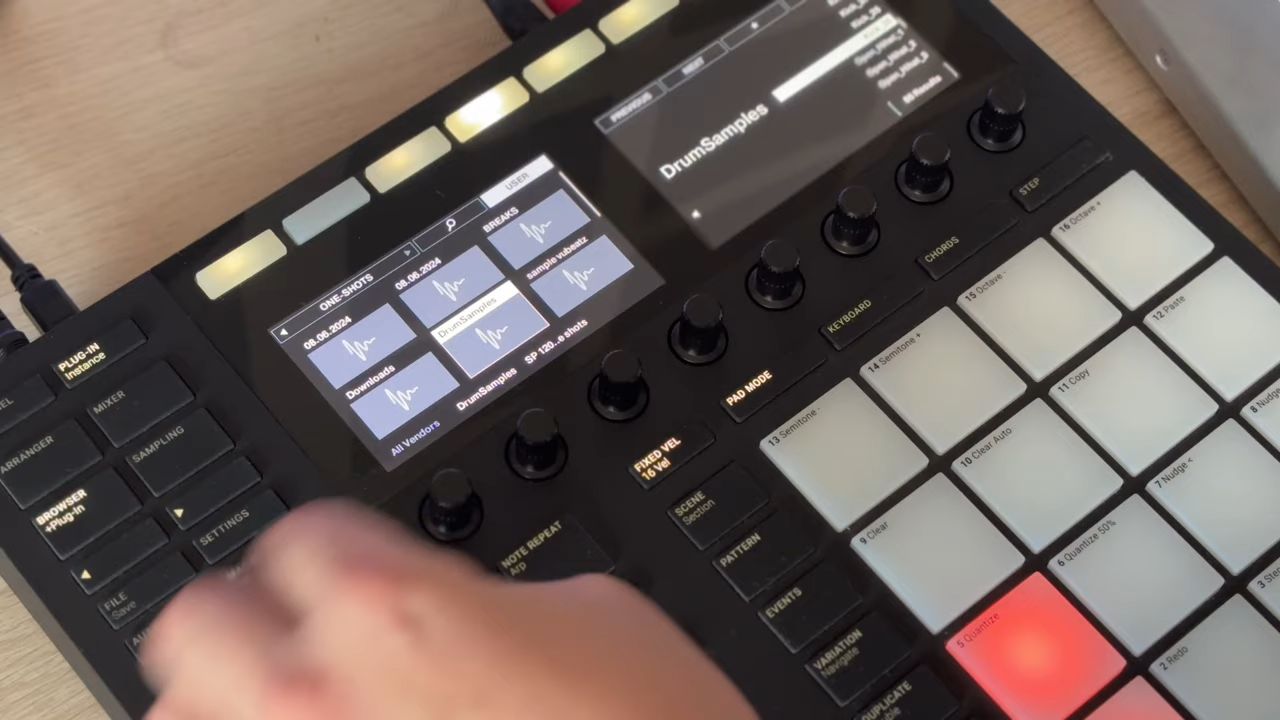 PREVIOUS
NEXT
DrumSamples
Open_Hihat_1
Open_Hihat_2
Open_Hihat_3
ONE-SHOTS
USER
08.06.2024
08.06.2024
BREAKS
Downloads
DrumSamples
sample vubeatz
All Vendors
DrumSamples
SP 120..e shots
PLUG-IN
Instance
MIXER
ARRANGER
SAMPLING
BROWSER
+Plug-In
SETTINGS
FILE
Save
NOTE REPEAT
Arp
FIXED VEL
16 Vel
PAD MODE
KEYBOARD
CHORDS
STEP
SCENE
Section
PATTERN
EVENTS
VARIATION
Navigate
DUPLICATE
13 Semitone -
14 Semitone +
15 Octave -
16 Octave +
9 Clear
10 Clear Auto
11 Copy
12 Paste
5 Quantize
6 Quantize 50%
7 Nudge <
8 Nudge
2 Redo